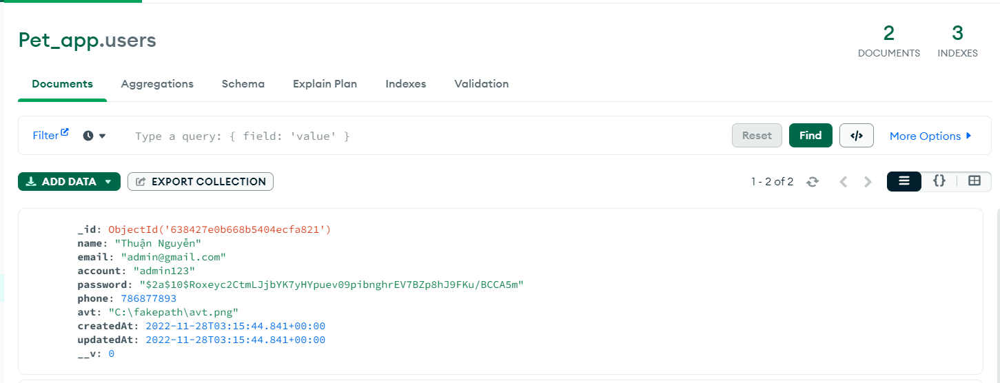 Pet_app.users
2
DOCUMENTS
3
INDEXES
Documents Aggregations Schema Explain Plan Indexes Validation
Filter Type a query: { field: 'value' } Reset Find </> More Options
ADD DATA EXPORT COLLECTION 1 - 2 of 2 {}
_id: ObjectId('638427e0b668b5404ecfa821')
name: "Thuận Nguyễn"
email: "admin@gmail.com"
account: "admin123"
password: "$2a$10$Roxeyc2CtmLJjbYK7yHYpuev09pibnghrEV7BZp8hJ9FKu/BCCA5m"
phone: 786877893
avt: "C:\fakepath\avt.png"
createdAt: 2022-11-28T03:15:44.841+00:00
updatedAt: 2022-11-28T03:15:44.841+00:00
__v: 0